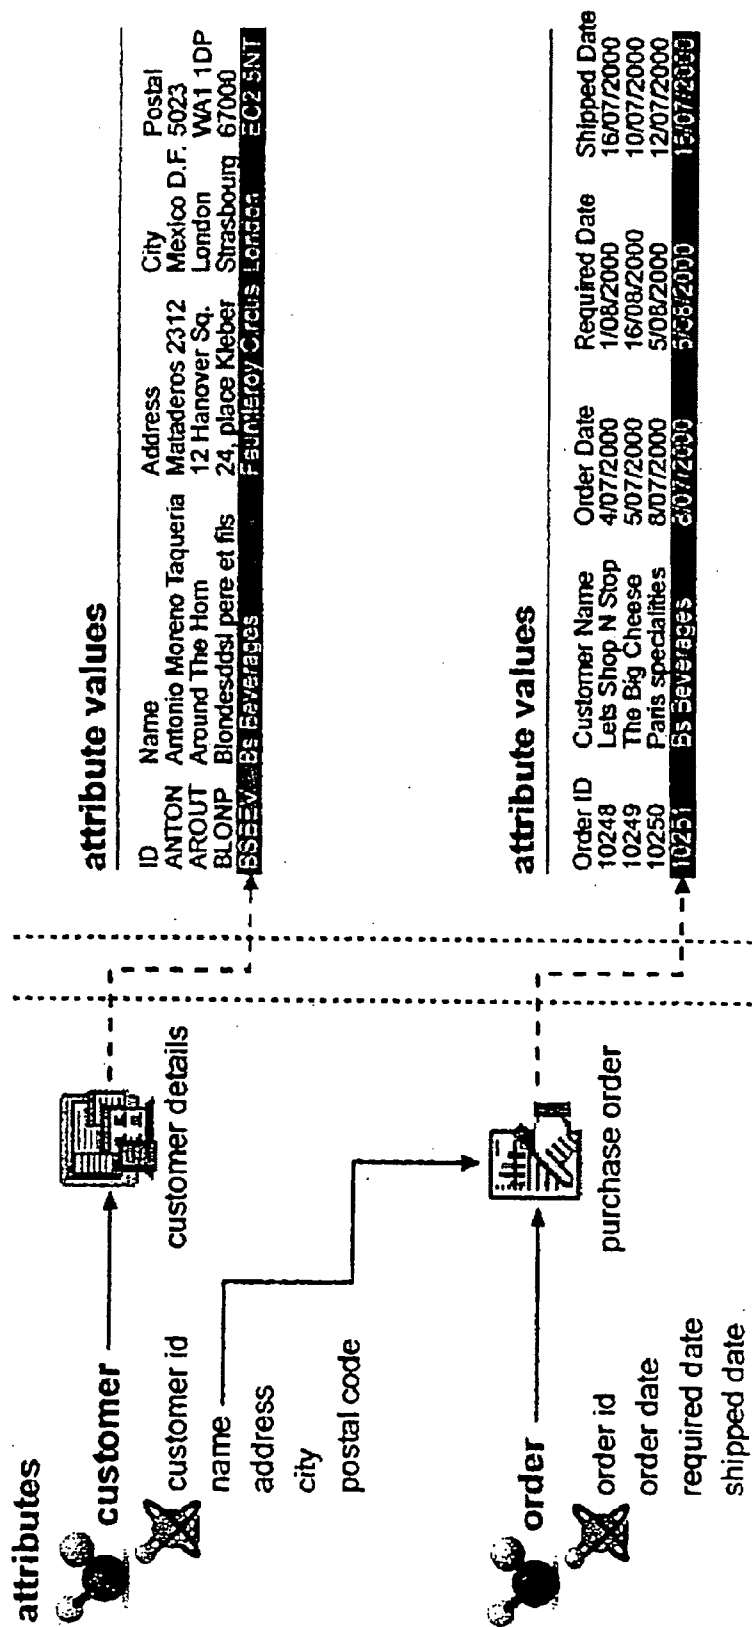 attributes
customer
customer id
name
address
city
postal code
customer details
order
order id
order date
required date
shipped date
purchase order
attribute values
ID Name Address City Postal
ANTON Antonio Moreno Taqueria Mataderos 2312 Mexico D.F. 5023
AROUT Around The Horn 12 Hanover Sq. London WA1 1DP
BLONP Blondesddsl pere et fils 24, place Kleber Strasbourg 67000
BSBEV Bs Beverages Fauntleroy Circus London EC2 5NT
attribute values
Order ID Customer Name Order Date Required Date Shipped Date
10248 Lets Shop N Stop 4/07/2000 1/08/2000 16/07/2000
10249 The Big Cheese 5/07/2000 16/08/2000 10/07/2000
10250 Paris specialities 8/07/2000 5/08/2000 12/07/2000
10251 Bs Beverages 5/08/2000